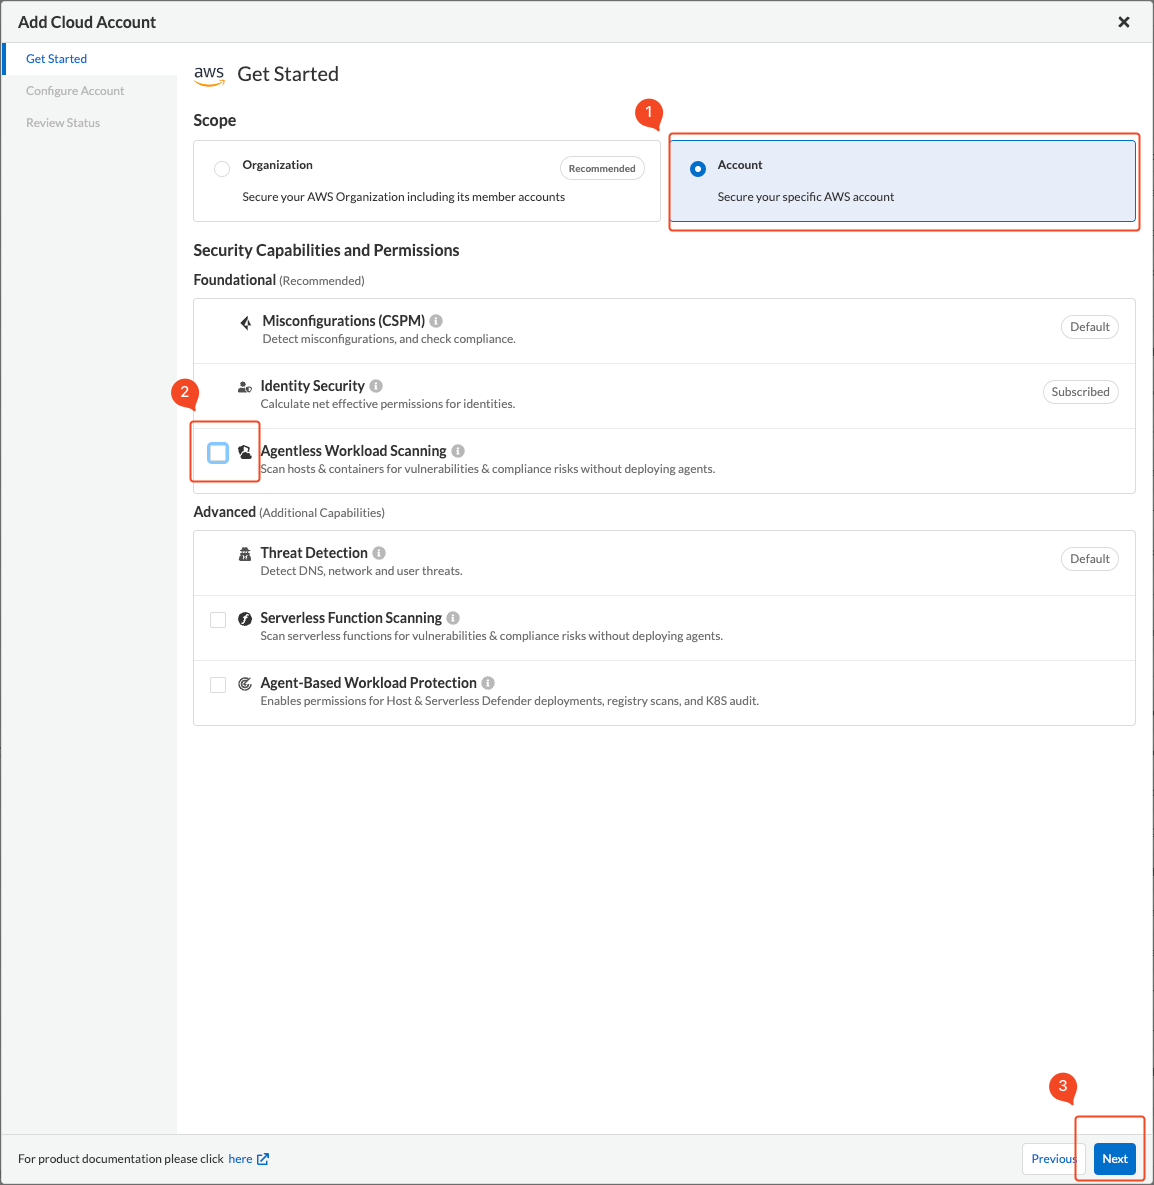 Add Cloud Account
Get Started
Configure Account
Review Status
aws Get Started
Scope
1
Organization
Recommended
Secure your AWS Organization including its member accounts
Account
Secure your specific AWS account
Security Capabilities and Permissions
Foundational (Recommended)
Misconfigurations (CSPM)
Detect misconfigurations, and check compliance.
Default
2
Identity Security
Calculate net effective permissions for identities.
Subscribed
Agentless Workload Scanning
Scan hosts & containers for vulnerabilities & compliance risks without deploying agents.
Advanced (Additional Capabilities)
Threat Detection
Detect DNS, network and user threats.
Default
Serverless Function Scanning
Scan serverless functions for vulnerabilities & compliance risks without deploying agents.
Agent-Based Workload Protection
Enables permissions for Host & Serverless Defender deployments, registry scans, and K8S audit.
3
For product documentation please click here
Previous
Next